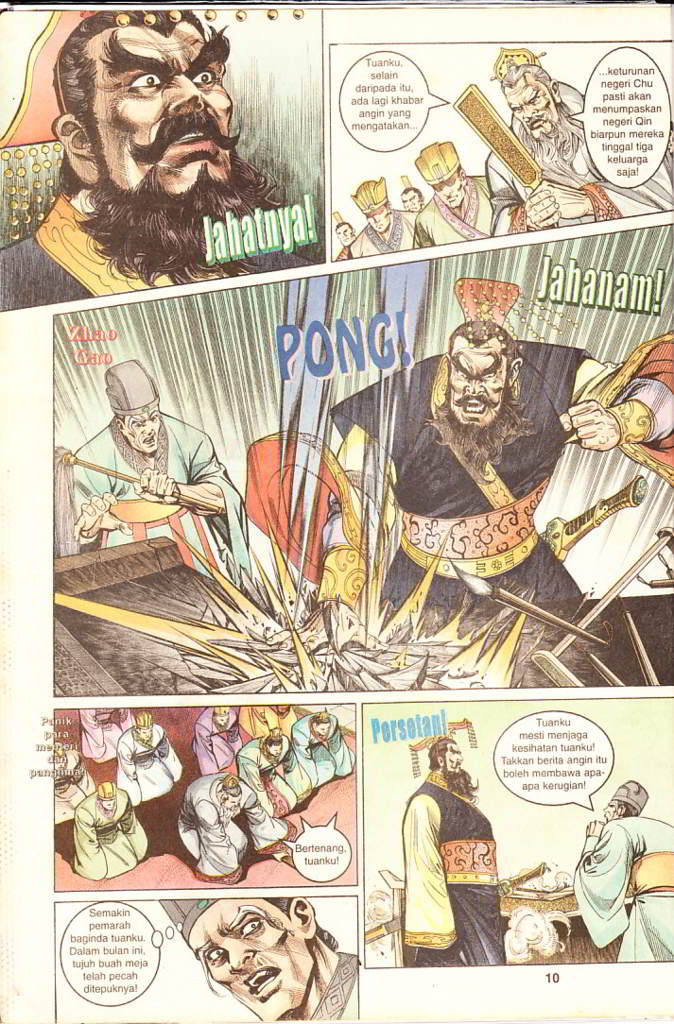 Jahatnya!
Tuanku,
selain
daripada itu,
ada lagi khabar
angin yang
mengatakan...
...keturunan
negeri Chu
pasti akan
menumpaskan
negeri Qin
biarpun mereka
tinggal tiga
keluarga
saja!
Zhao
Gao
PONG!
Jahanam!
Panik
para
menteri
dan
panglima!
Bertenang,
tuanku!
Persetan!
Tuanku
mesti menjaga
kesihatan tuanku!
Takkan berita angin itu
boleh membawa apa-
apa kerugian!
Semakin
pemarah
baginda tuanku.
Dalam bulan ini,
tujuh buah meja
telah pecah
ditepuknya!
10